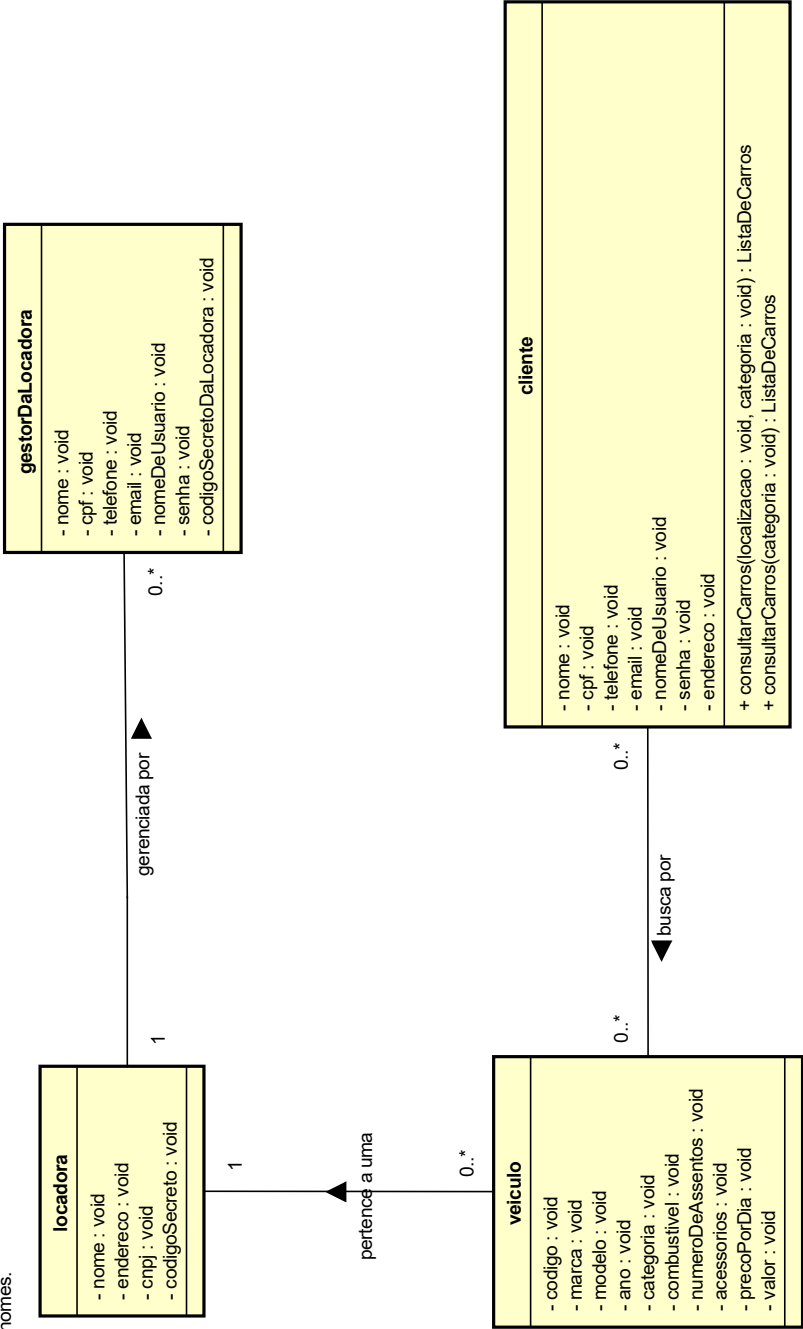 nomes.
locadora
- nome : void
- endereco : void
- cnpj : void
- codigoSecreto : void
1
gerenciada por
0..*
gestorDaLocadora
- nome : void
- cpf : void
- telefone : void
- email : void
- nomeDeUsuario : void
- senha : void
- codigoSecretoDaLocadora : void
1
pertence a uma
0..*
veiculo
- codigo : void
- marca : void
- modelo : void
- ano : void
- categoria : void
- combustivel : void
- numeroDeAssentos : void
- acessorios : void
- precoPorDia : void
- valor : void
0..*
busca por
0..*
cliente
- nome : void
- cpf : void
- telefone : void
- email : void
- nomeDeUsuario : void
- senha : void
- endereco : void
+ consultarCarros(localizacao : void, categoria : void) : ListaDeCarros
+ consultarCarros(categoria : void) : ListaDeCarros